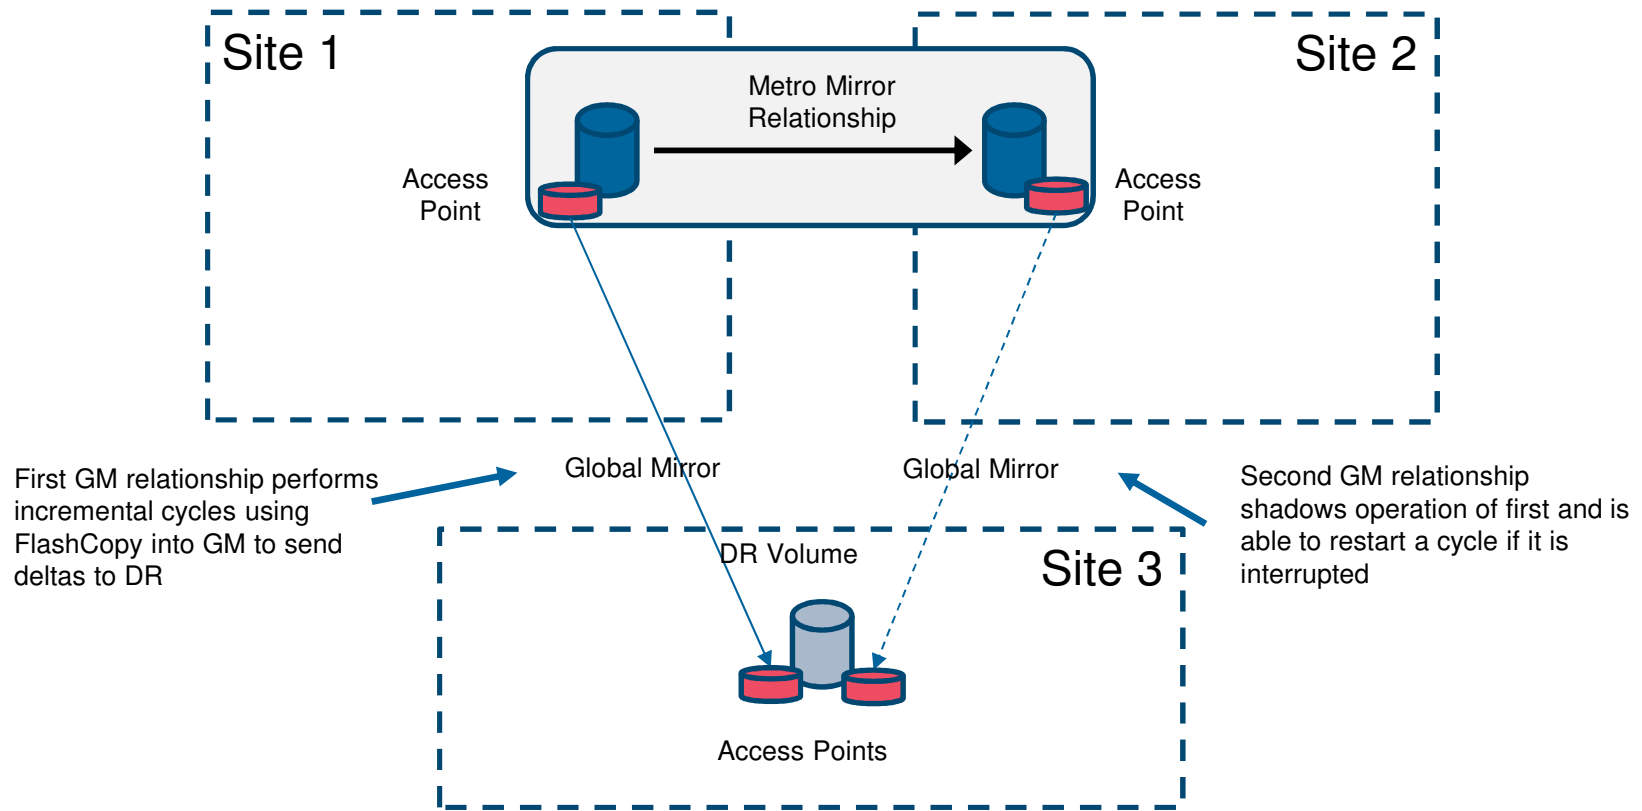 Site 1
Site 2
Metro Mirror
Relationship
Access
Point
Access
Point
Global Mirror
Global Mirror
First GM relationship performs
incremental cycles using
FlashCopy into GM to send
deltas to DR
Second GM relationship
shadows operation of first and is
able to restart a cycle if it is
interrupted
DR Volume
Site 3
Access Points